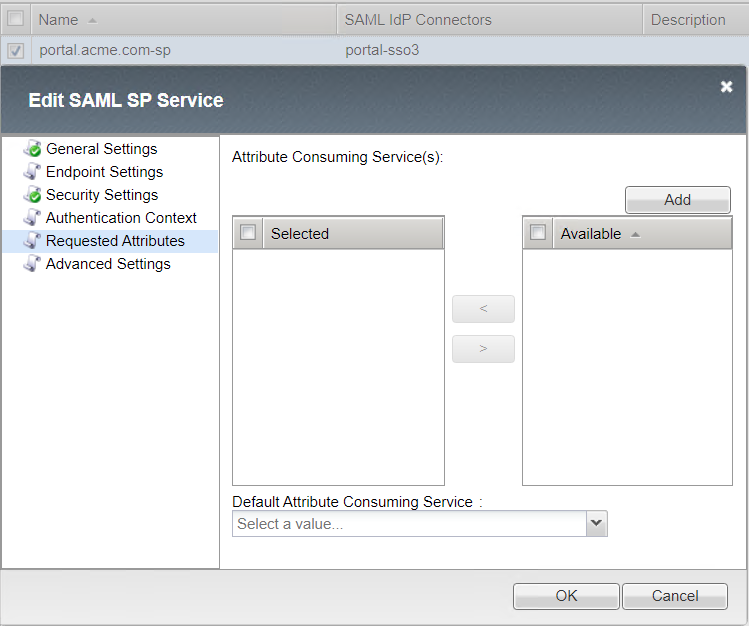 Name SAML IdP Connectors Description
portal.acme.com-sp portal-sso3
Edit SAML SP Service
General Settings
Endpoint Settings
Security Settings
Authentication Context
Requested Attributes
Advanced Settings
Attribute Consuming Service(s):
Add
Selected
<
>
Available
Default Attribute Consuming Service :
Select a value...
OK Cancel